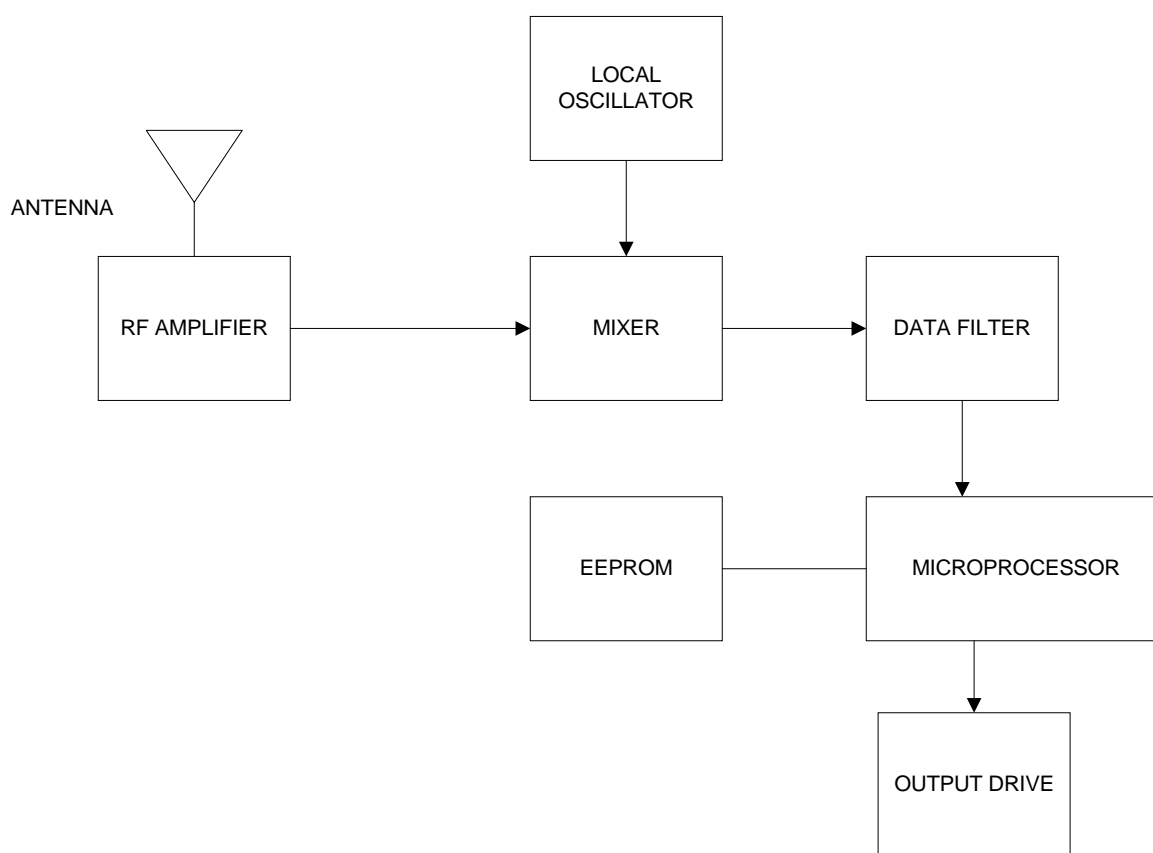 LOCAL
OSCILLATOR
ANTENNA
RF AMPLIFIER
MIXER
DATA FILTER
EEPROM
MICROPROCESSOR
OUTPUT DRIVE